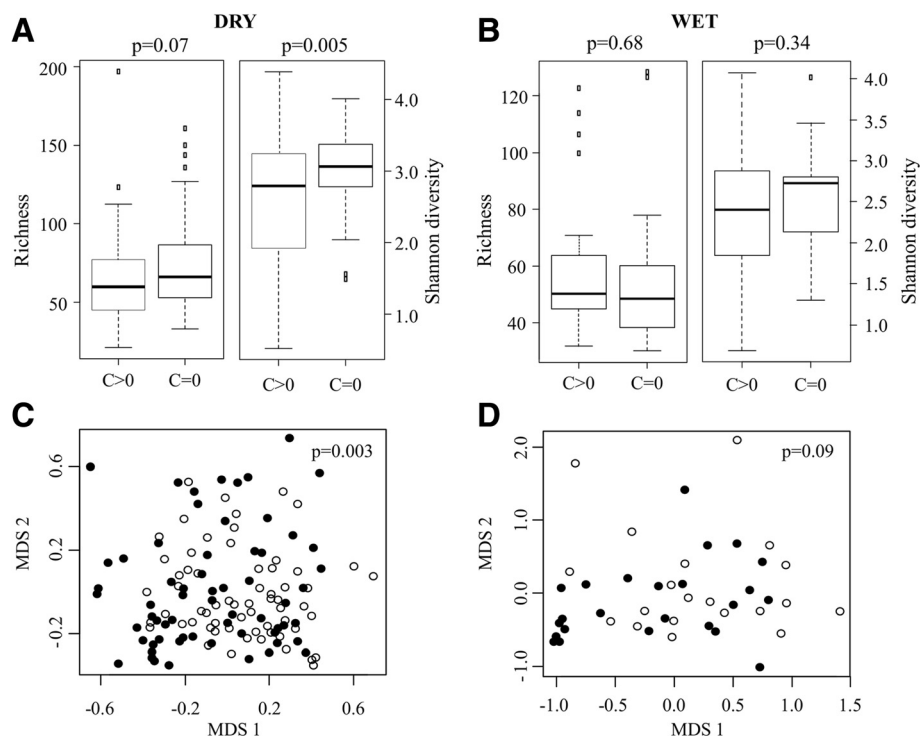 A DRY B WET
p=0.07 p=0.005 p=0.68 p=0.34
200
150
100
50
Richness
4.0
3.0
2.0
1.0
Shannon diversity
C>0 C=0 C>0 C=0
120
100
80
60
40
Richness
4.0
3.5
3.0
2.5
2.0
1.5
1.0
Shannon diversity
C>0 C=0 C>0 C=0
C
p=0.003
0.6
0.2
-0.2
MDS 2
-0.6 -0.2 0.2 0.6
MDS 1
D
p=0.09
2.0
1.0
0.0
-1.0
MDS 2
-1.0 -0.5 0.0 0.5 1.0 1.5
MDS 1